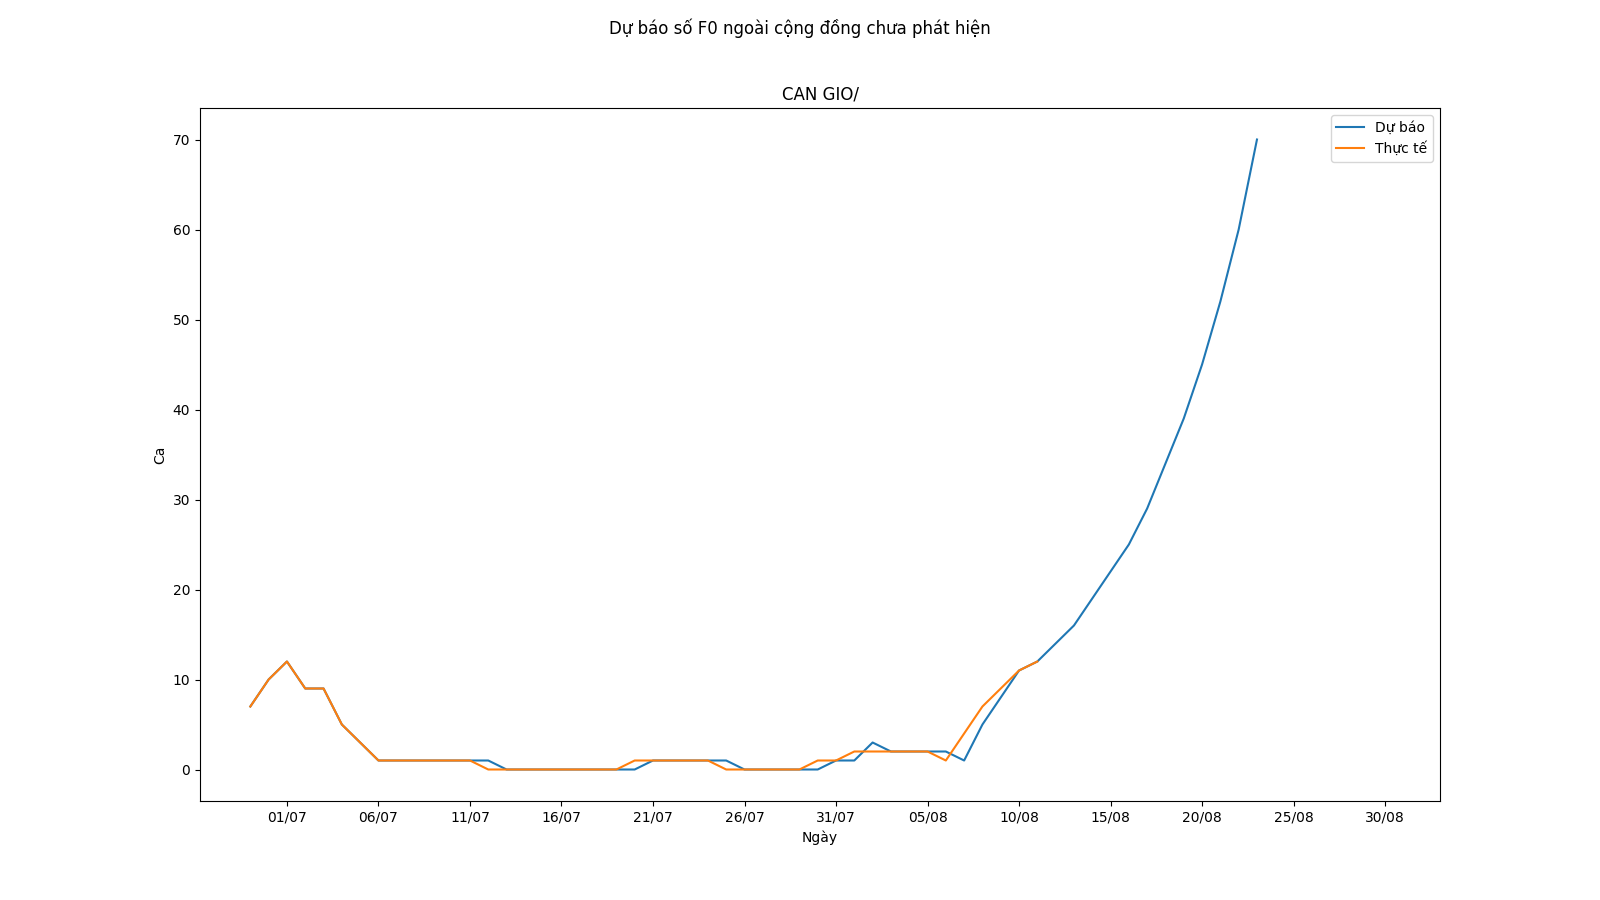 Dự báo số F0 ngoài cộng đồng chưa phát hiện
CAN GIO/
Dự báo
Thực tế
70
60
50
40
30
20
10
0
Ca
01/07 06/07 11/07 16/07 21/07 26/07 31/07 05/08 10/08 15/08 20/08 25/08 30/08
Ngày